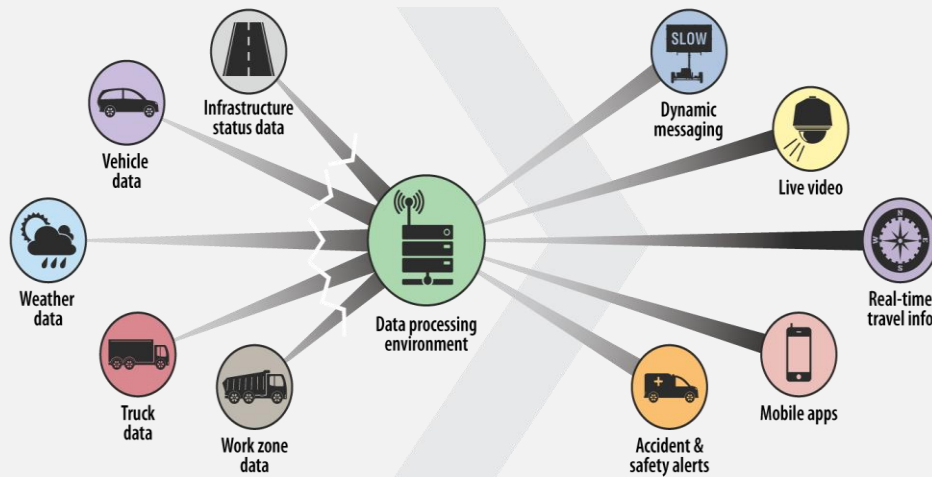 Infrastructure
status data
Vehicle
data
Weather
data
Truck
data
Work zone
data
Data processing
environment
SLOW
Dynamic
messaging
Live video
N
W
E
S
Real-time
travel info
Mobile apps
Accident &
safety alerts